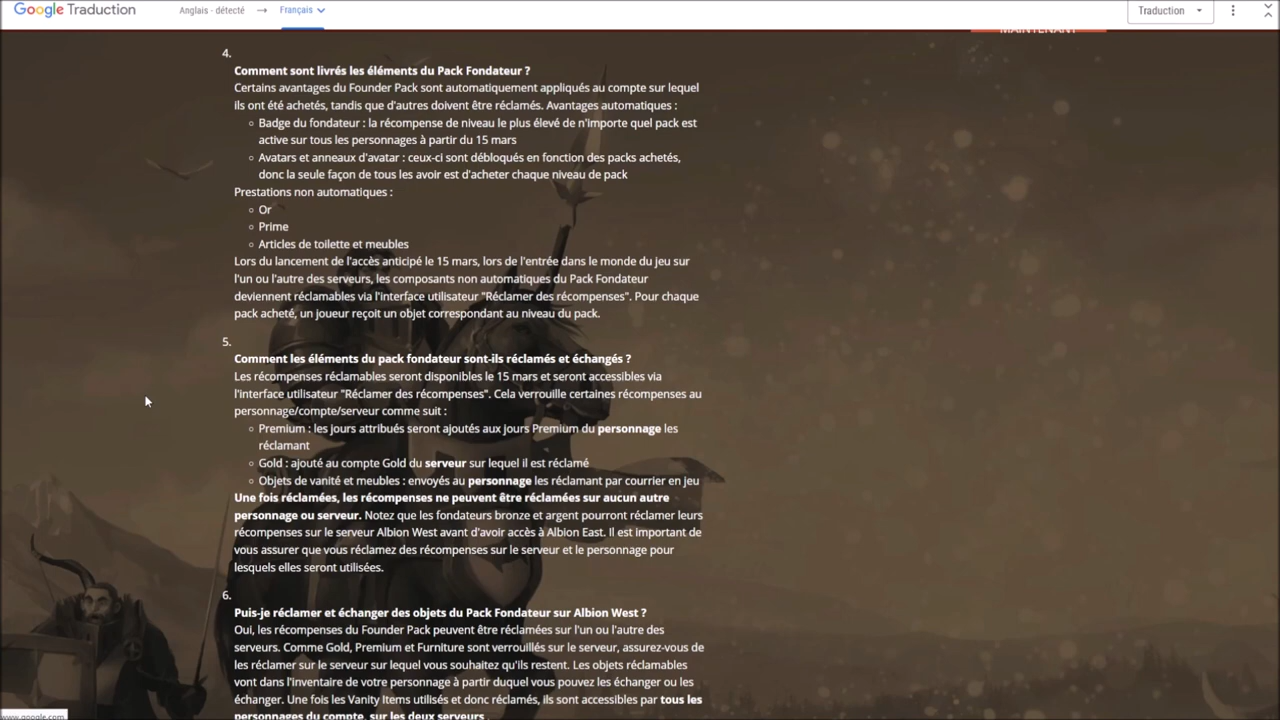 Google Traduction
Anglais - détecté → Français
Traduction
MAINTENANT
4.
Comment sont livrés les éléments du Pack Fondateur ?
Certains avantages du Founder Pack sont automatiquement appliqués au compte sur lequel
ils ont été achetés, tandis que d'autres doivent être réclamés. Avantages automatiques :
Badge du fondateur : la récompense de niveau le plus élevé de n'importe quel pack est
active sur tous les personnages à partir du 15 mars
Avatars et anneaux d'avatar : ceux-ci sont débloqués en fonction des packs achetés,
donc la seule façon de tous les avoir est d'acheter chaque niveau de pack
Prestations non automatiques :
Or
Prime
Articles de toilette et meubles
Lors du lancement de l'accès anticipé le 15 mars, lors de l'entrée dans le monde du jeu sur
l'un ou l'autre des serveurs, les composants non automatiques du Pack Fondateur
deviennent réclamables via l'interface utilisateur "Réclamer des récompenses". Pour chaque
pack acheté, un joueur reçoit un objet correspondant au niveau du pack.
5.
Comment les éléments du pack fondateur sont-ils réclamés et échangés ?
Les récompenses réclamables seront disponibles le 15 mars et seront accessibles via
l'interface utilisateur "Réclamer des récompenses". Cela verrouille certaines récompenses au
personnage/compte/serveur comme suit :
Premium : les jours attribués seront ajoutés aux jours Premium du personnage les
réclamant
Gold : ajouté au compte Gold du serveur sur lequel il est réclamé
Objets de vanité et meubles : envoyés au personnage les réclamant par courrier en jeu
Une fois réclamées, les récompenses ne peuvent être réclamées sur aucun autre
personnage ou serveur. Notez que les fondateurs bronze et argent pourront réclamer leurs
récompenses sur le serveur Albion West avant d'avoir accès à Albion East. Il est important de
vous assurer que vous réclamez des récompenses sur le serveur et le personnage pour
lesquels elles seront utilisées.
6.
Puis-je réclamer et échanger des objets du Pack Fondateur sur Albion West ?
Oui, les récompenses du Founder Pack peuvent être réclamées sur l'un ou l'autre des
serveurs. Comme Gold, Premium et Furniture sont verrouillés sur le serveur, assurez-vous de
les réclamer sur le serveur sur lequel vous souhaitez qu'ils restent. Les objets réclamables
vont dans l'inventaire de votre personnage à partir duquel vous pouvez les échanger ou les
échanger. Une fois les Vanity Items utilisés et donc réclamés, ils sont accessibles par tous les
personnages du compte, sur les deux serveurs .
www.google.com